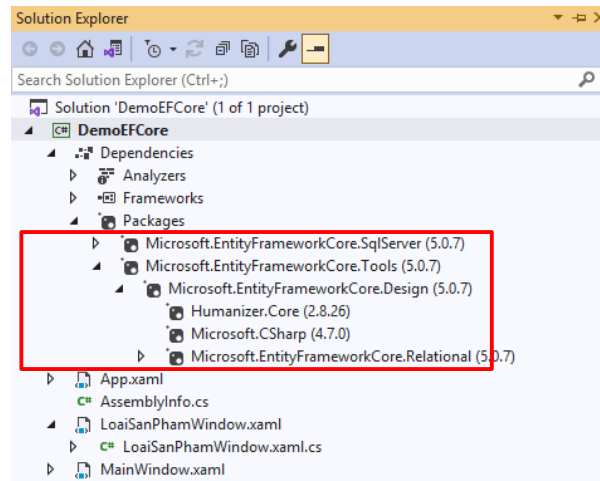 Solution Explorer
Search Solution Explorer (Ctrl+;)
Solution 'DemoEFCore' (1 of 1 project)
C# DemoEFCore
Dependencies
Analyzers
Frameworks
Packages
Microsoft.EntityFrameworkCore.SqlServer (5.0.7)
Microsoft.EntityFrameworkCore.Tools (5.0.7)
Microsoft.EntityFrameworkCore.Design (5.0.7)
Humanizer.Core (2.8.26)
Microsoft.CSharp (4.7.0)
Microsoft.EntityFrameworkCore.Relational (5.0.7)
App.xaml
C# AssemblyInfo.cs
LoaiSanPhamWindow.xaml
C# LoaiSanPhamWindow.xaml.cs
MainWindow.xaml